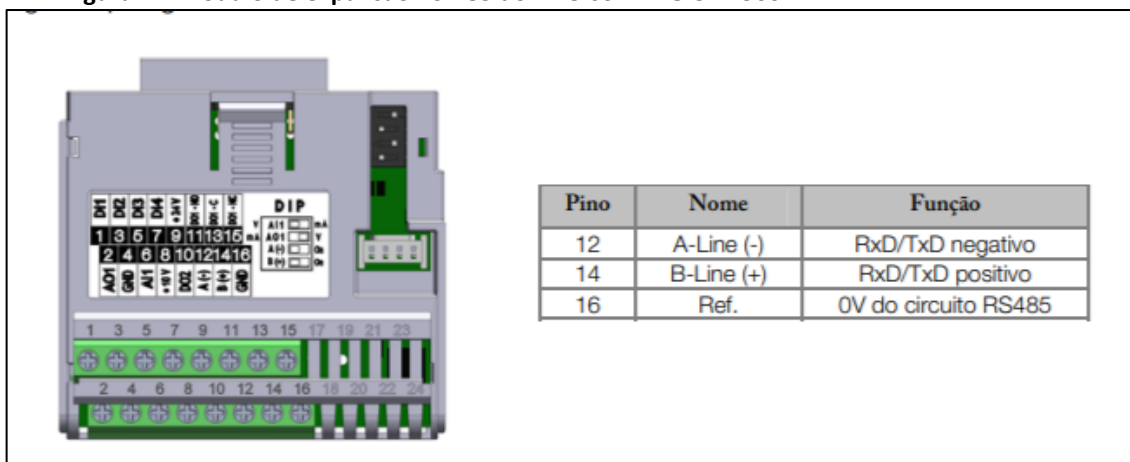 DI1 DI2 DI3 DI4 +24V DO1-NO DO1-C DO1-NC
1 3 5 7 9 11 13 15
2 4 6 8 10 12 14 16
AO1 GND AI1 +10V DO2 A(-) B(+) GND
DIP
V AI1 mA
mA AO1 V
A(-) On
B(+) On
1 3 5 7 9 11 13 15 17 19 21 23
2 4 6 8 10 12 14 16 18 20 22 24
Pino Nome Função
12 A-Line (-) RxD/TxD negativo
14 B-Line (+) RxD/TxD positivo
16 Ref. 0V do circuito RS485